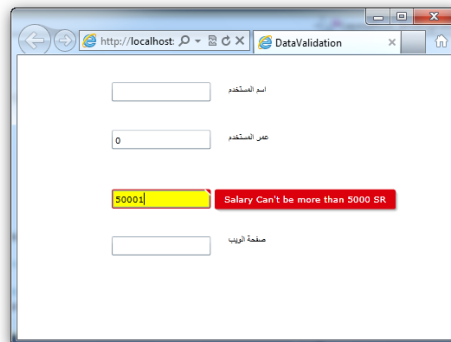 http://localhost:
DataValidation
اسم المستخدم
عمر المستخدم
0
50001
Salary Can't be more than 5000 SR
صفحة الويب